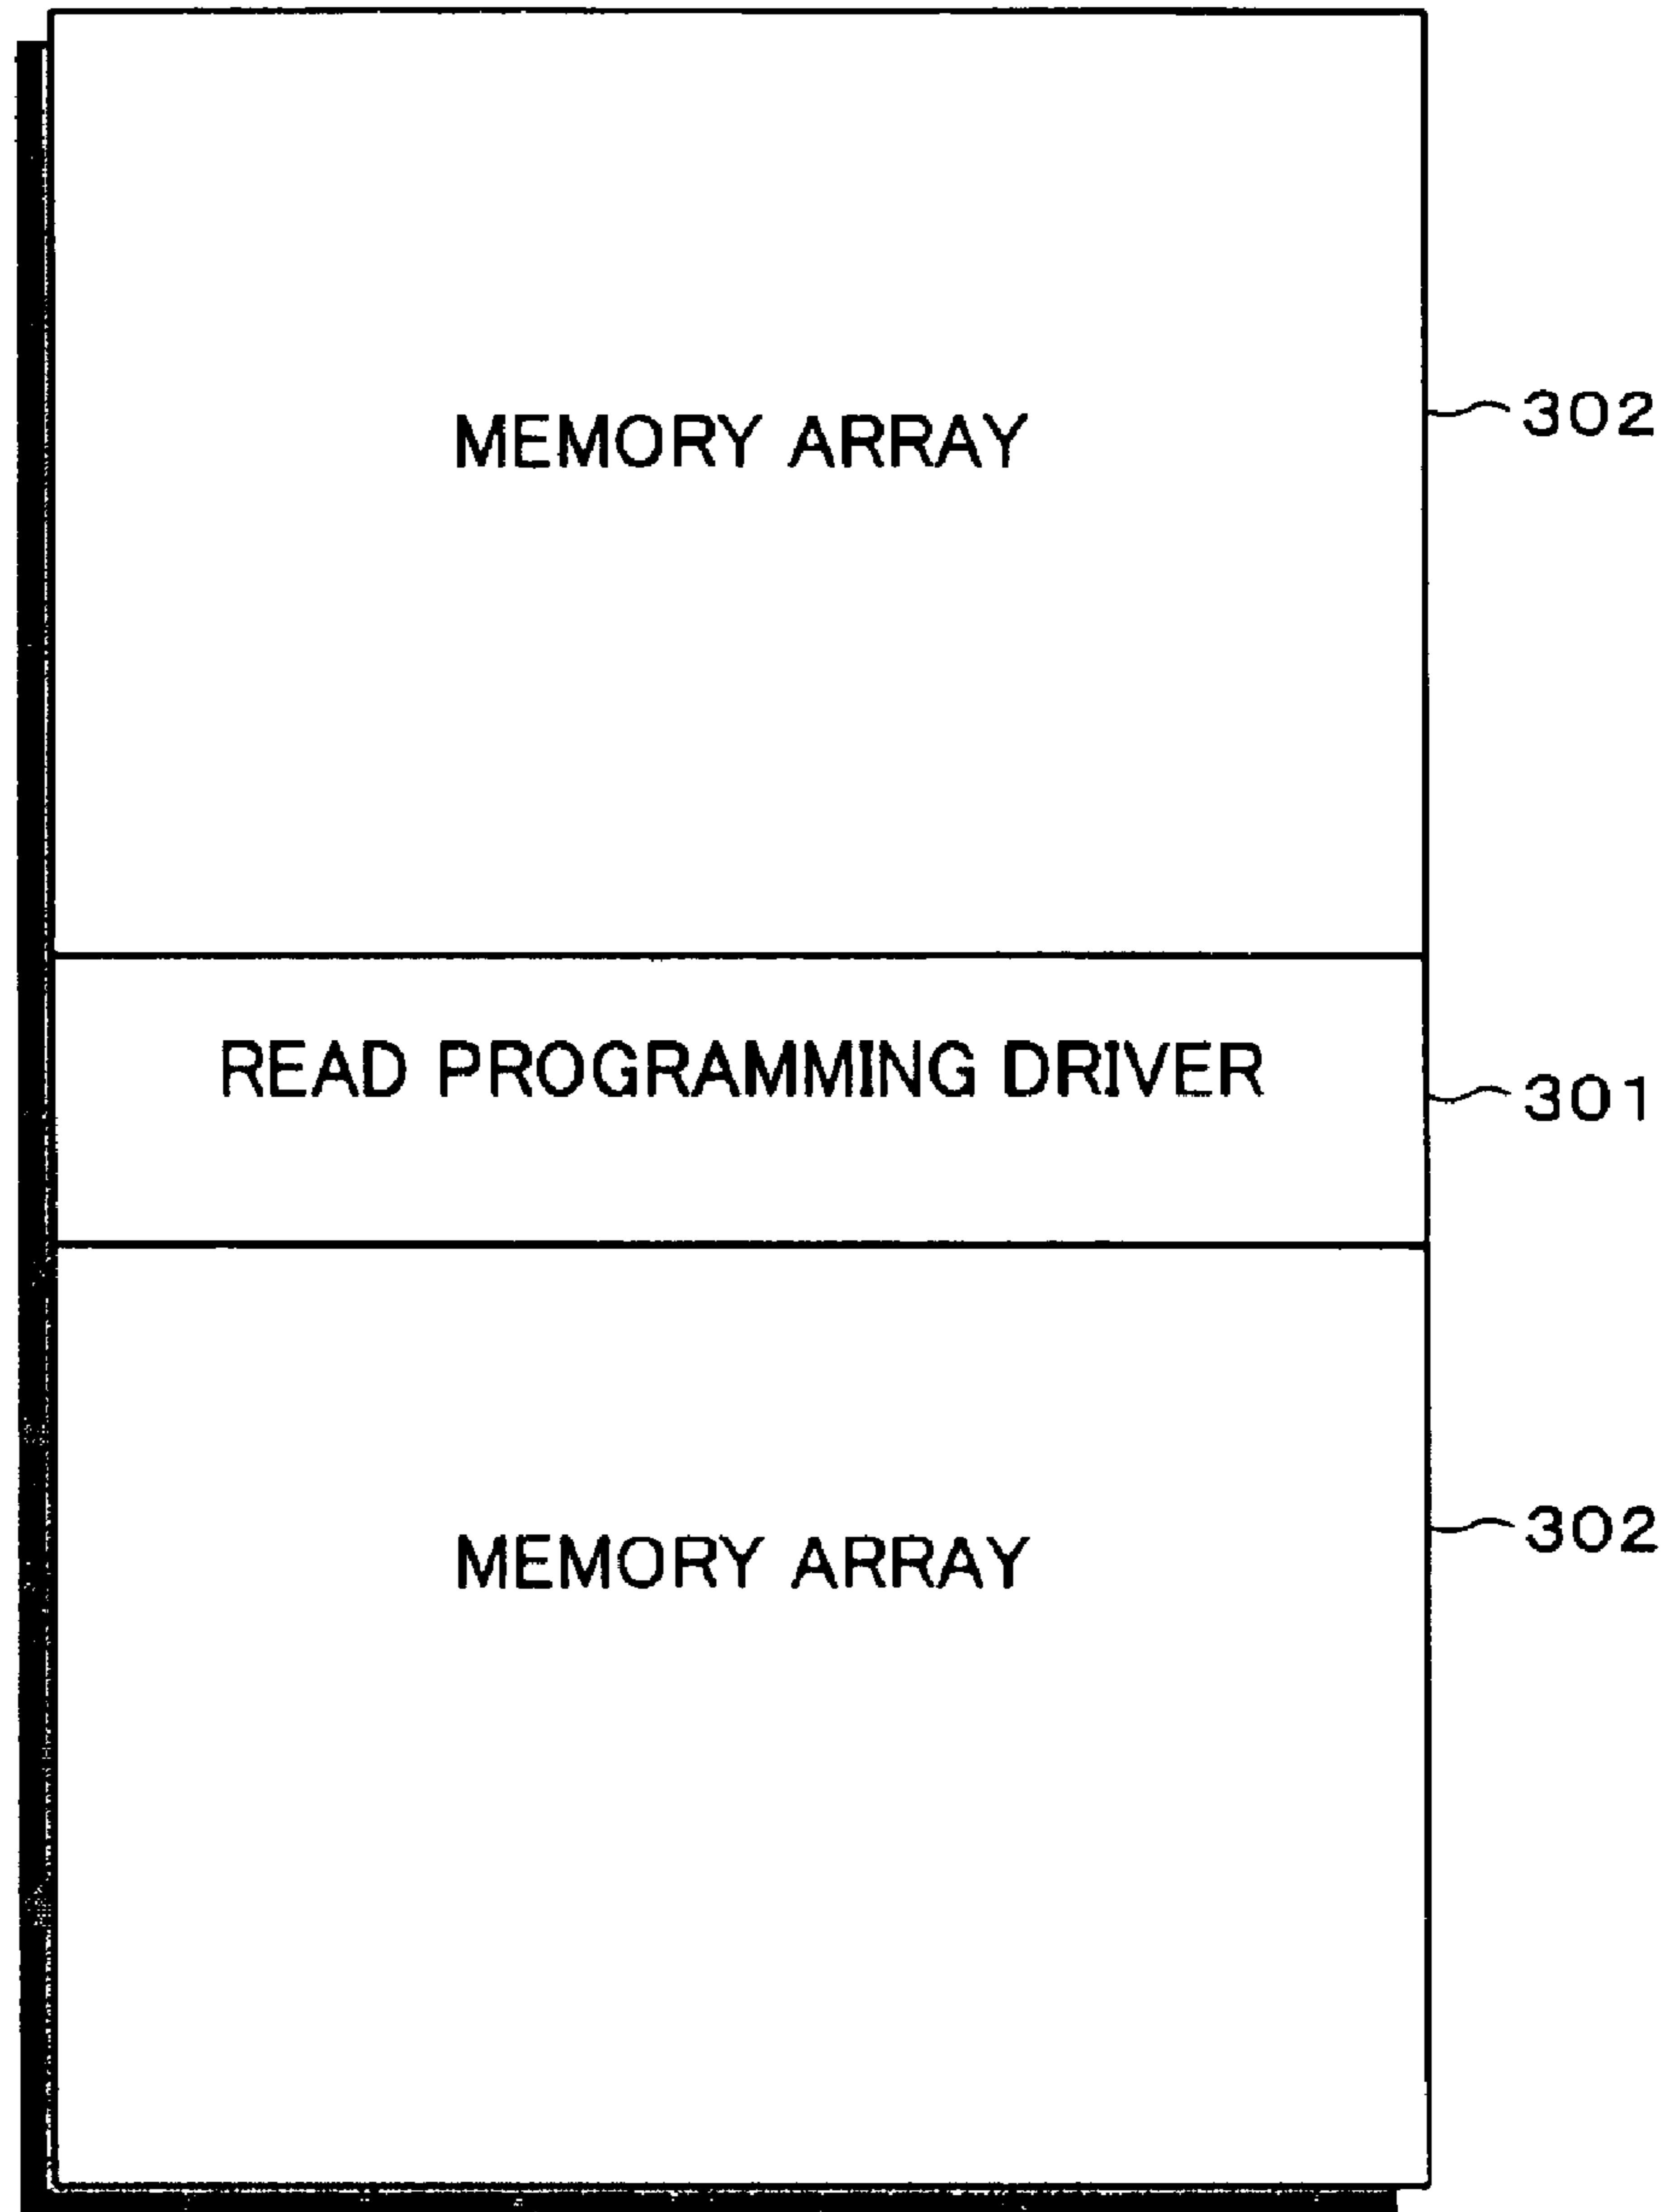 MEMORY ARRAY
302
READ PROGRAMMING DRIVER
301
MEMORY ARRAY
302